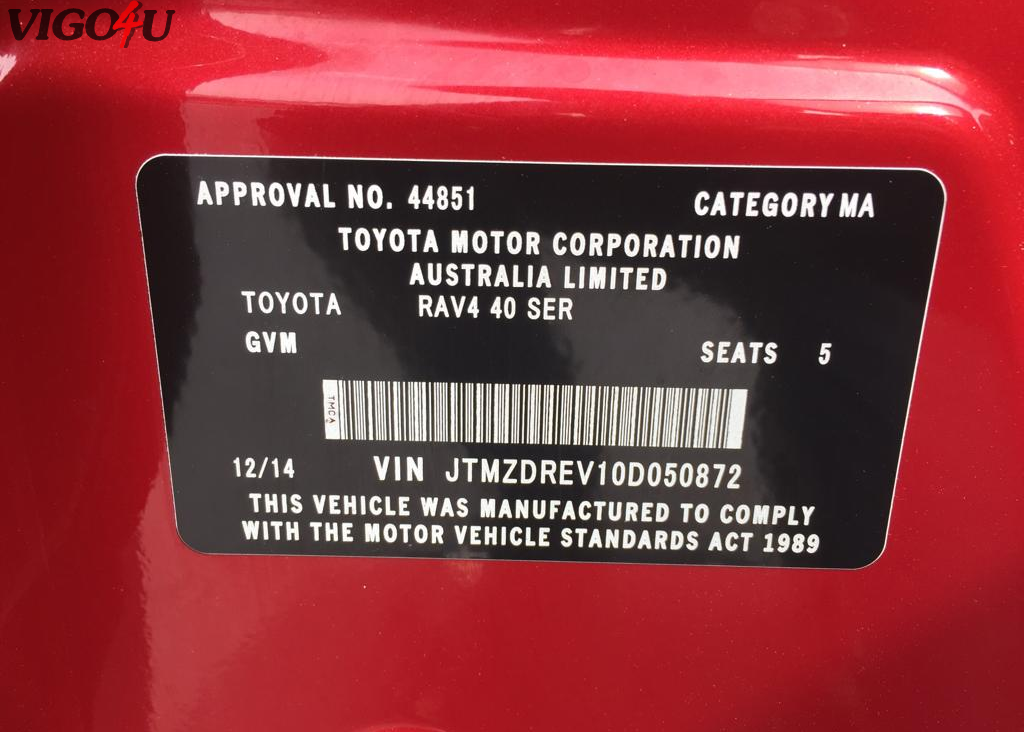 VIGO4U
APPROVAL NO. 44851 CATEGORY MA
TOYOTA MOTOR CORPORATION
AUSTRALIA LIMITED
TOYOTA RAV4 40 SER
GVM SEATS 5
TMCA
12/14 VIN JTMZDREV10D050872
THIS VEHICLE WAS MANUFACTURED TO COMPLY
WITH THE MOTOR VEHICLE STANDARDS ACT 1989